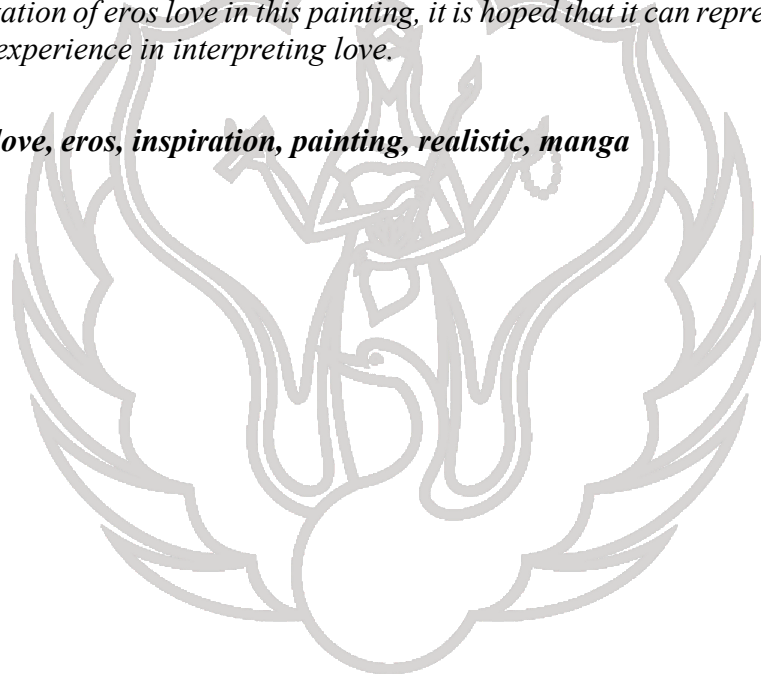 tation of eros love in this painting, it is hoped that it can repre
experience in interpreting love.
love, eros, inspiration, painting, realistic, manga